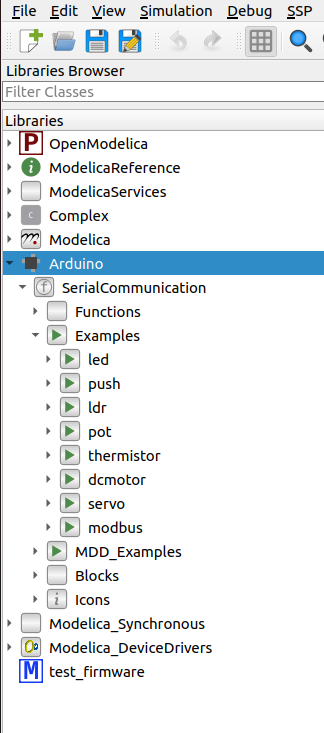 File Edit View Simulation Debug SSP
Libraries Browser
Filter Classes
Libraries
P OpenModelica
i ModelicaReference
ModelicaServices
C Complex
m Modelica
Arduino
f SerialCommunication
Functions
Examples
led
push
ldr
pot
thermistor
dcmotor
servo
modbus
MDD_Examples
Blocks
i Icons
Modelica_Synchronous
Modelica_DeviceDrivers
M test_firmware